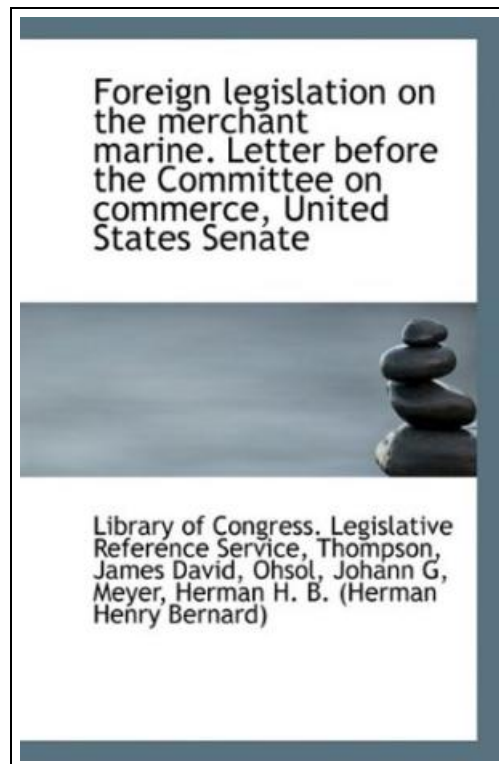 Foreign legislation on
the merchant
marine. Letter before
the Committee on
commerce, United
States Senate
Library of Congress. Legislative
Reference Service, Thompson,
James David, Ohsol, Johann G,
Meyer, Herman H. B. (Herman
Henry Bernard)